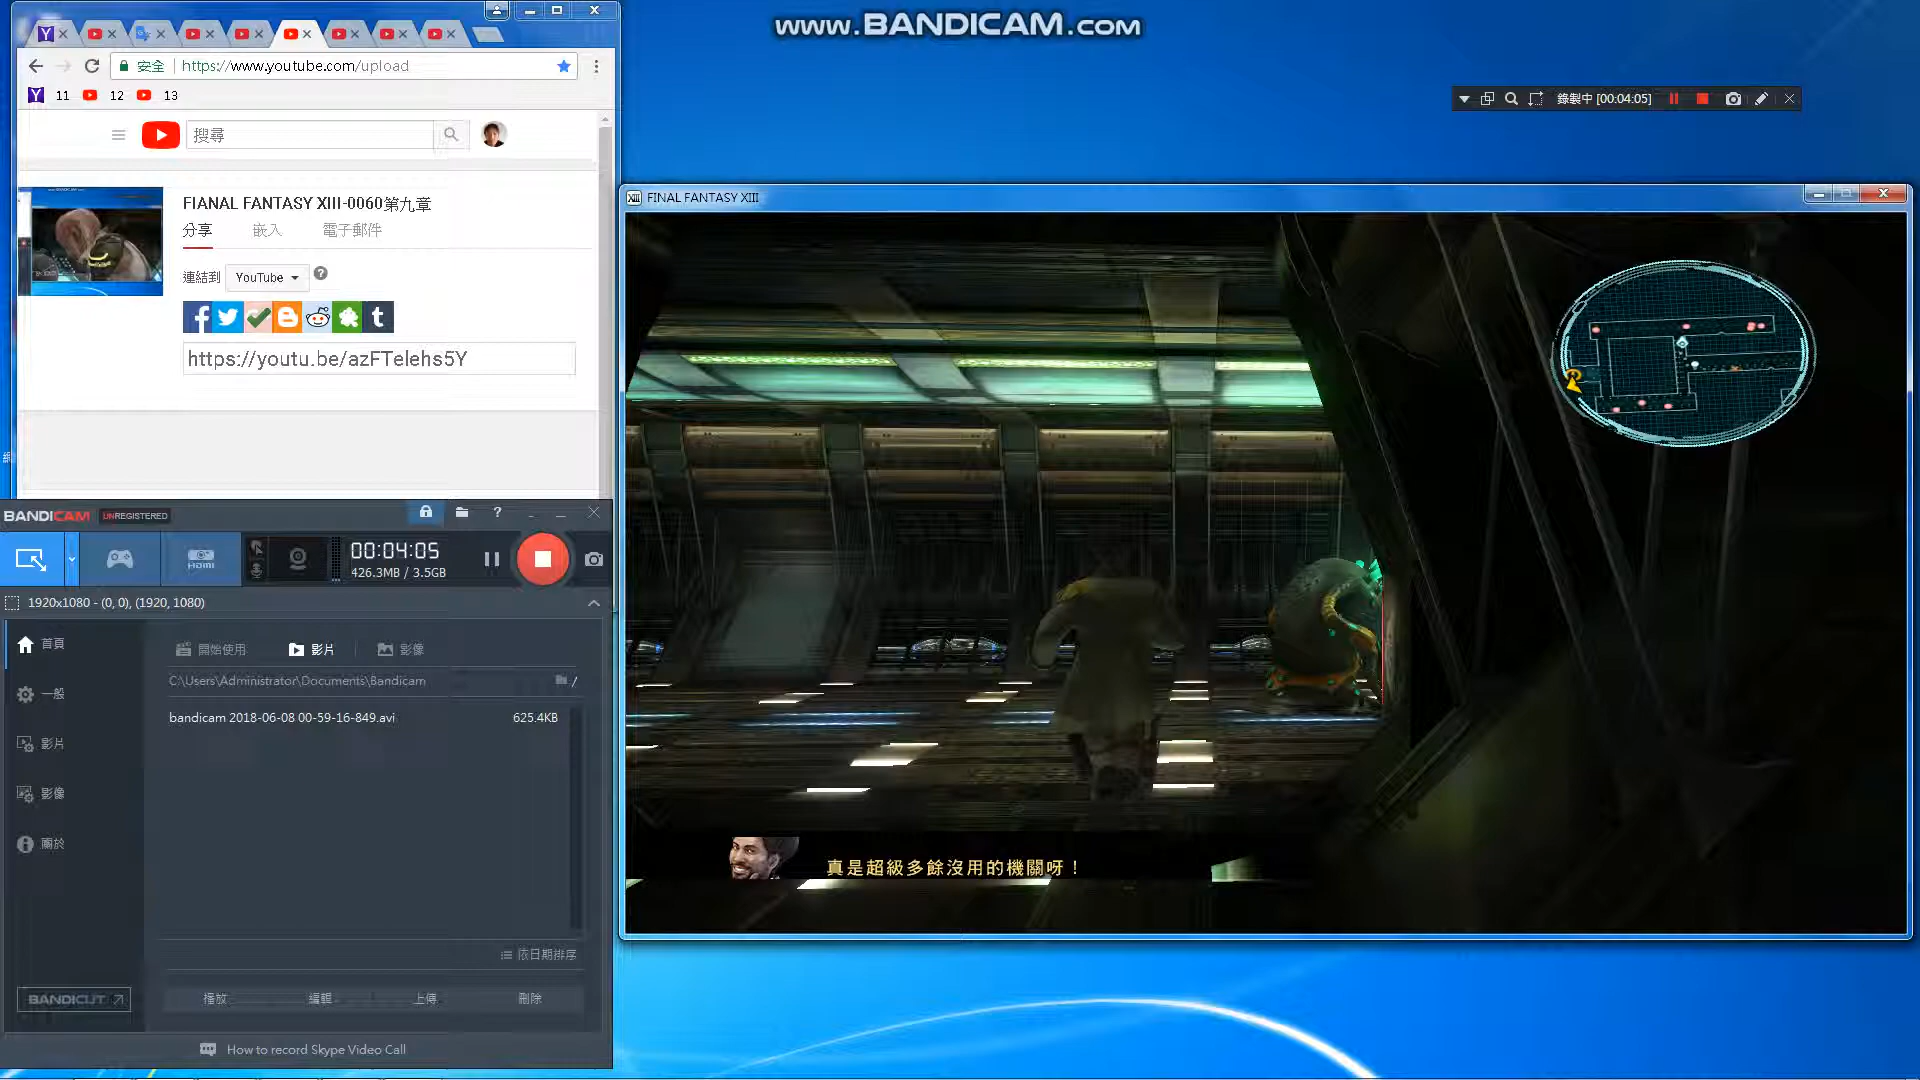 www.BANDICAM.com
安全
https://www.youtube.com/upload
11
12
13
搜尋
FIANAL FANTASY XIII-0060第九章
分享
嵌入
電子郵件
連結到
YouTube
https://youtu.be/azFTelehs5Y
BANDICAM
UNREGISTERED
HDMI
00:04:05
426.3MB / 3.5GB
1920x1080 - (0, 0), (1920, 1080)
首頁
一般
影片
影像
關於
開始使用
影片
影像
C:\Users\Administrator\Documents\Bandicam
bandicam 2018-06-08 00-59-16-849.avi
625.4KB
依日期排序
播放
編輯
上傳
刪除
BANDICUT
How to record Skype Video Call
錄製中 [00:04:05]
XIII
FINAL FANTASY XIII
真是超級多餘沒用的機關呀！